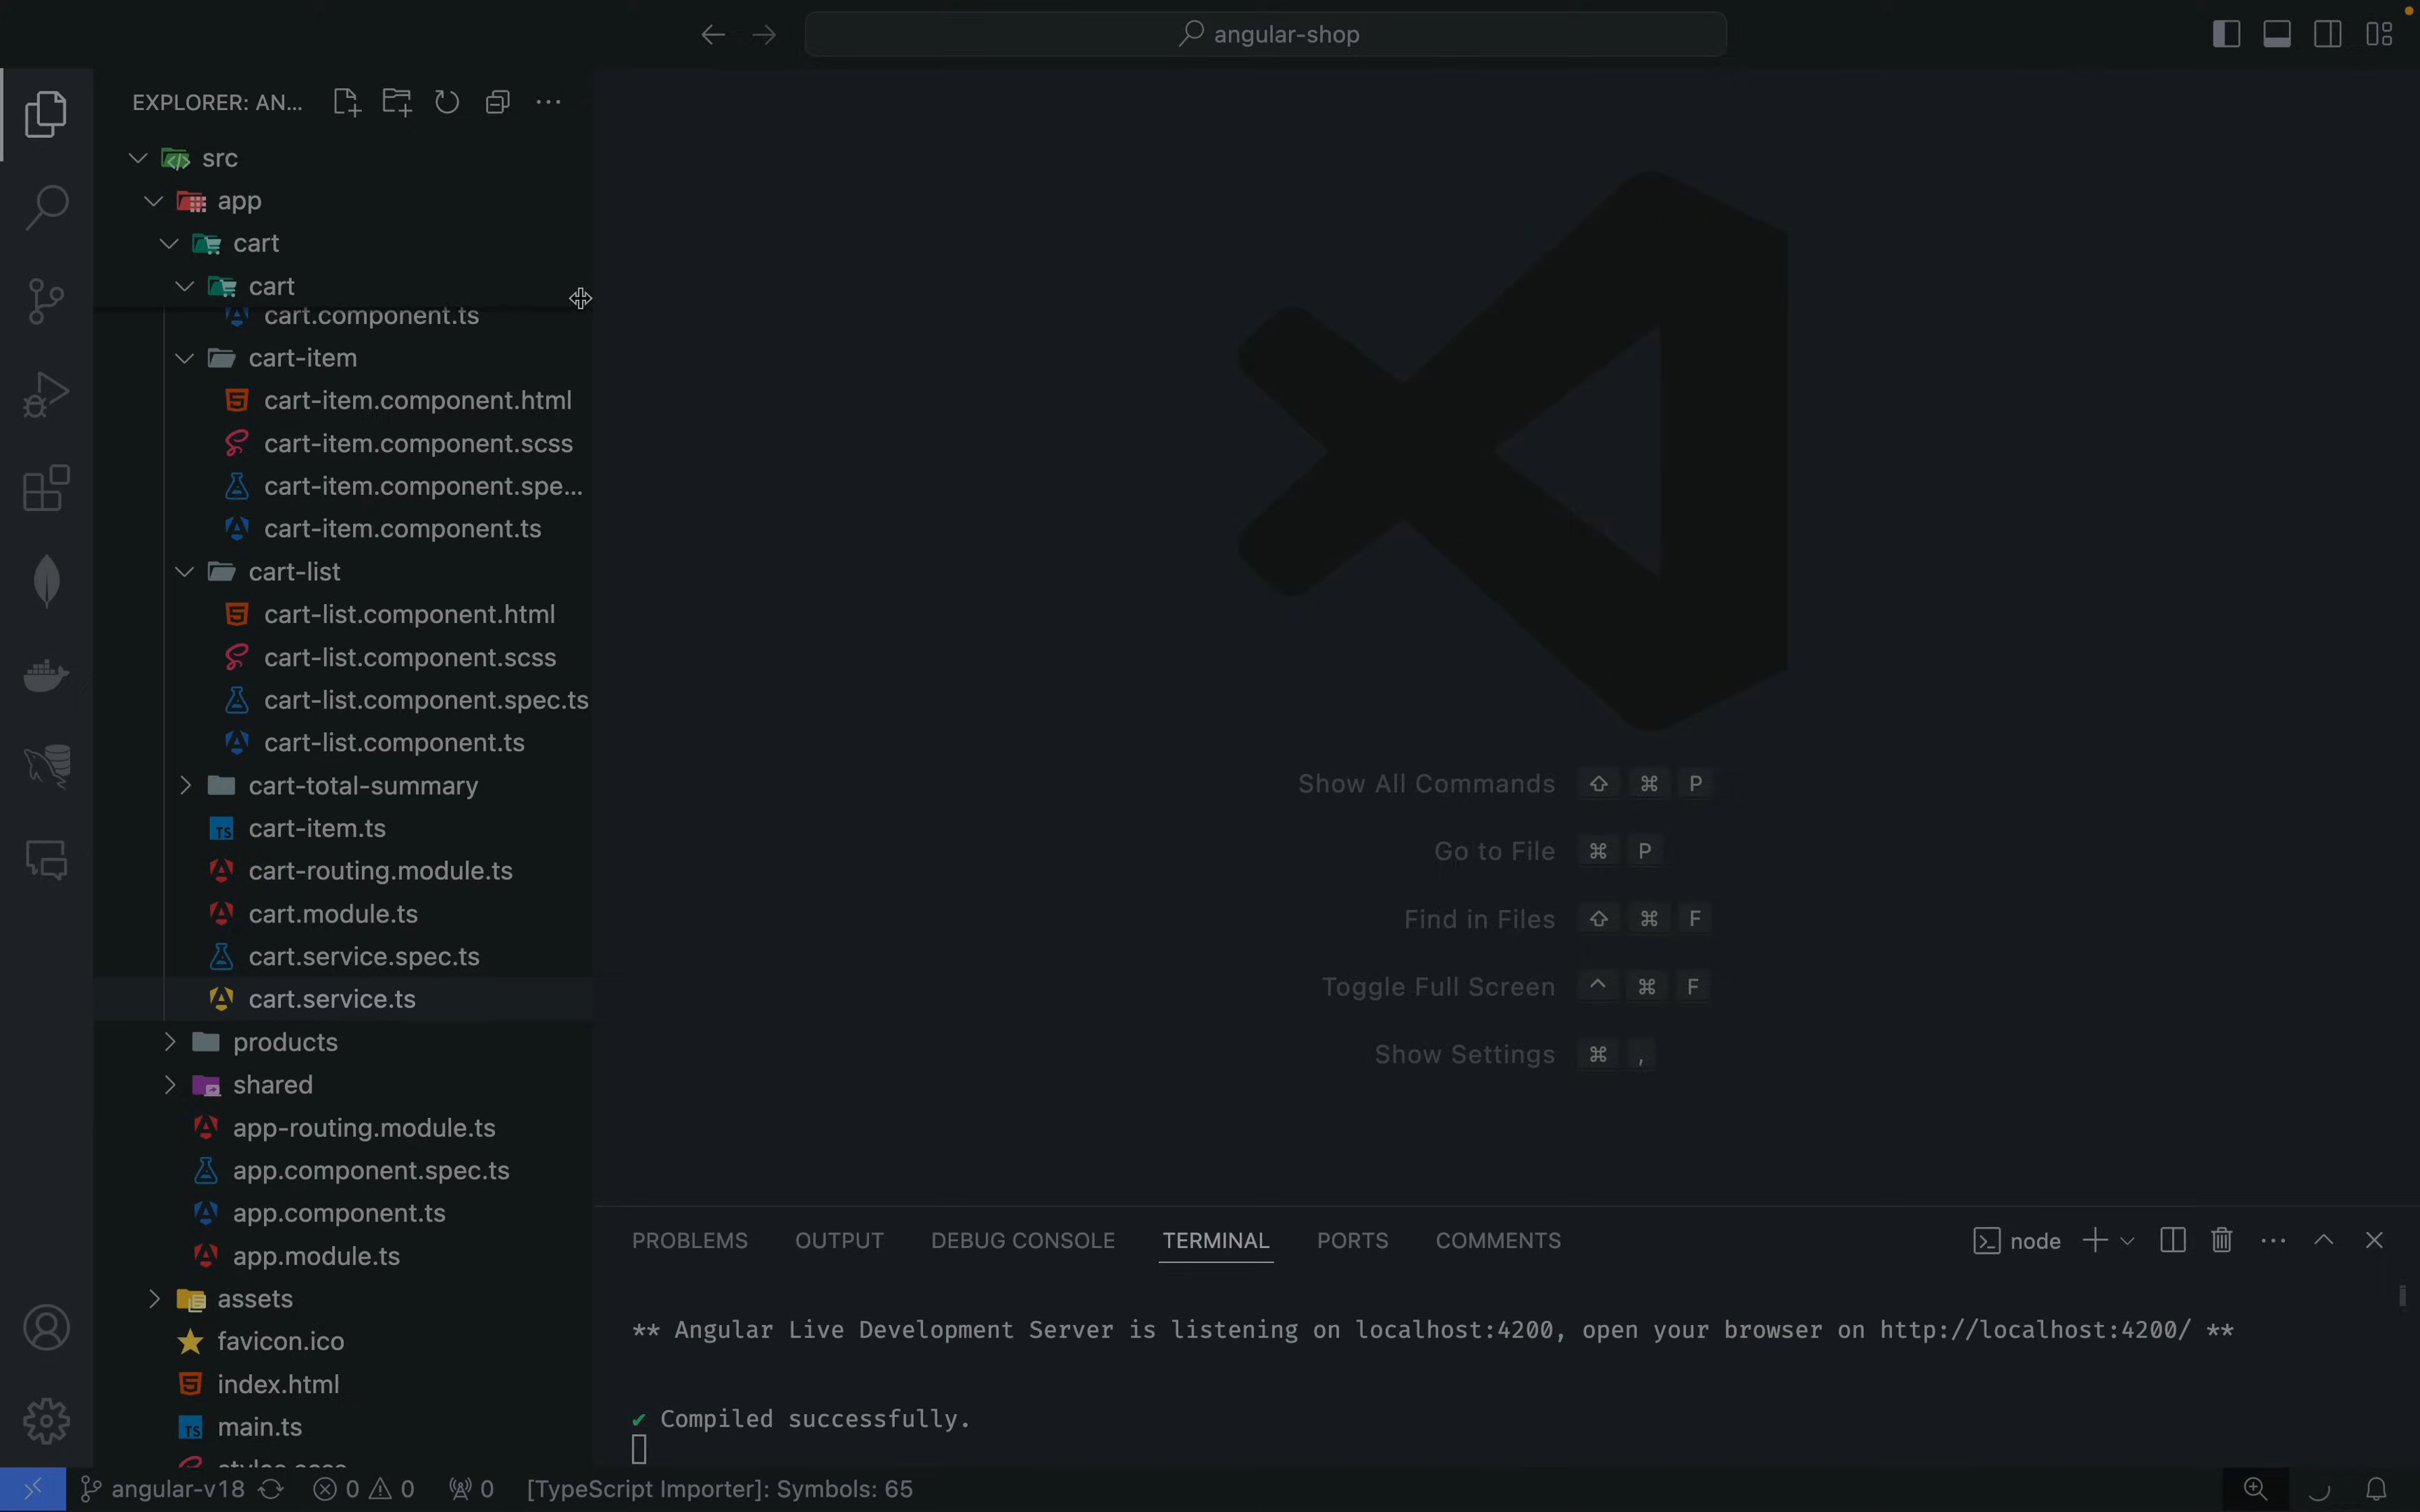 angular-shop
EXPLORER: AN...
src
app
cart
cart
cart.component.ts
cart-item
cart-item.component.html
cart-item.component.scss
cart-item.component.spe...
cart-item.component.ts
cart-list
cart-list.component.html
cart-list.component.scss
cart-list.component.spec.ts
cart-list.component.ts
cart-total-summary
TS cart-item.ts
cart-routing.module.ts
cart.module.ts
cart.service.spec.ts
cart.service.ts
products
shared
app-routing.module.ts
app.component.spec.ts
app.component.ts
app.module.ts
assets
favicon.ico
index.html
TS main.ts
Show All Commands ⇧ ⌘ P
Go to File ⌘ P
Find in Files ⇧ ⌘ F
Toggle Full Screen ^ ⌘ F
Show Settings ⌘ ,
PROBLEMS OUTPUT DEBUG CONSOLE TERMINAL PORTS COMMENTS
node
** Angular Live Development Server is listening on localhost:4200, open your browser on http://localhost:4200/ **
✔ Compiled successfully.
angular-v18 0 0 0 [TypeScript Importer]: Symbols: 65